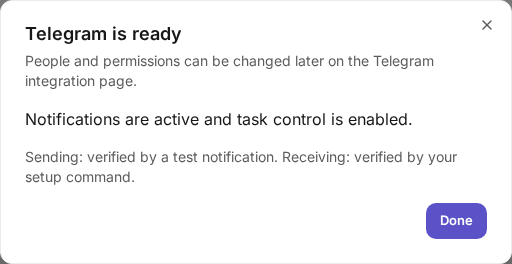 Telegram is ready
People and permissions can be changed later on the Telegram
integration page.
Notifications are active and task control is enabled.
Sending: verified by a test notification. Receiving: verified by your
setup command.
Done